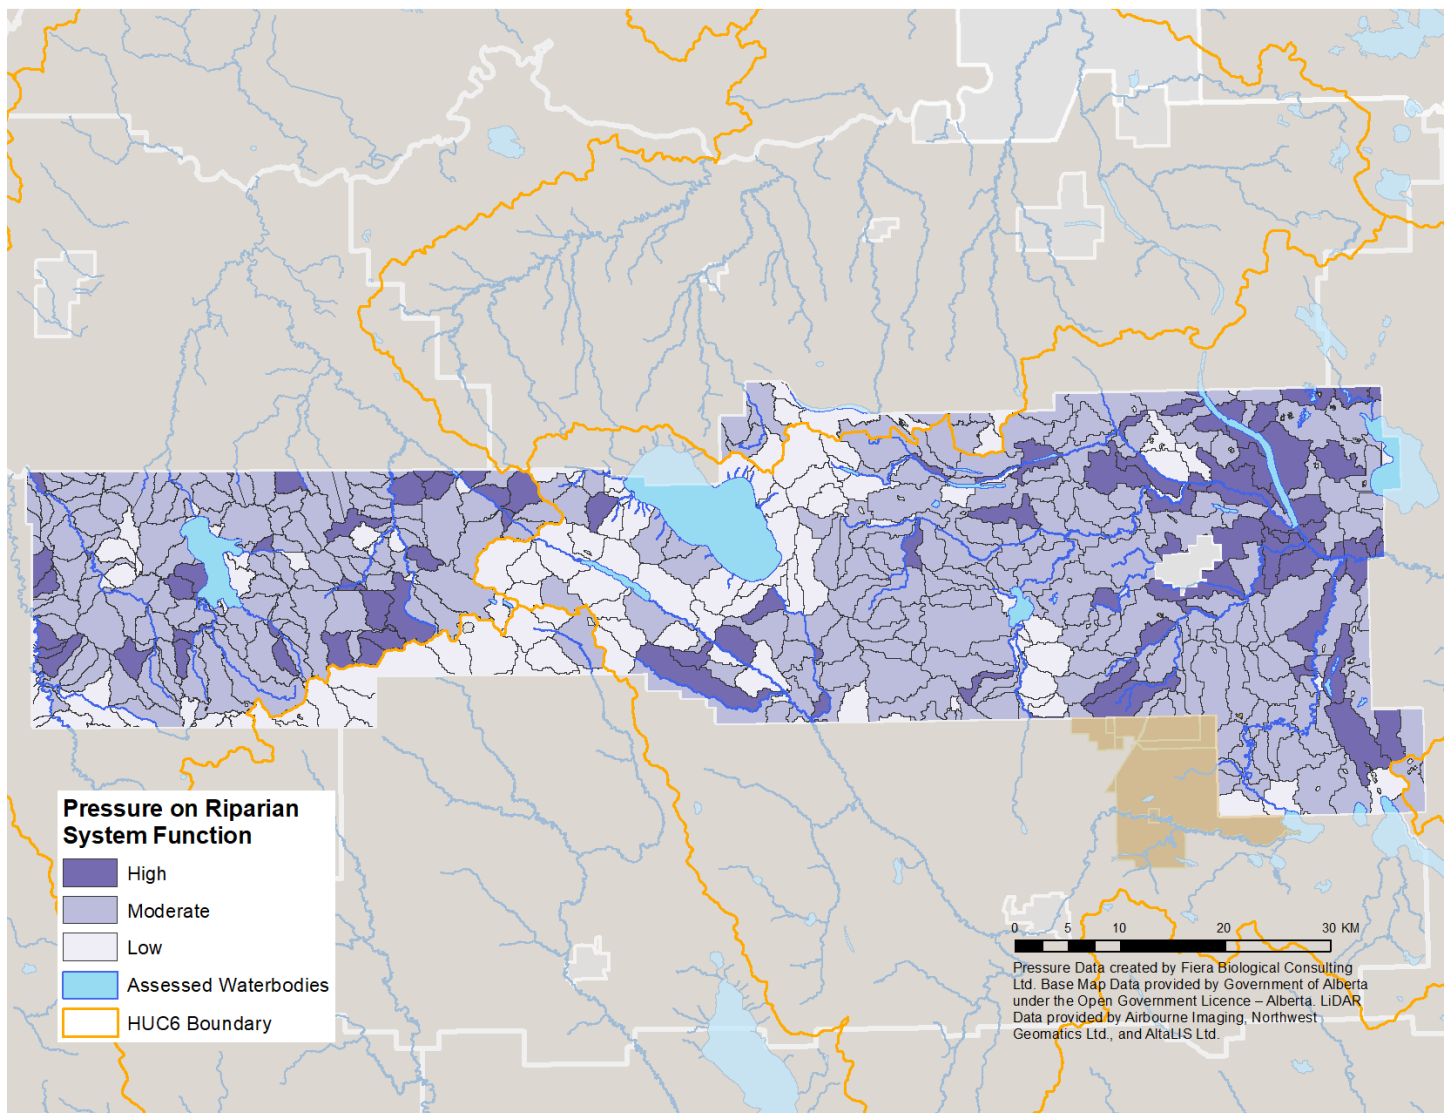 Pressure on Riparian
System Function
High
Moderate
Low
Assessed Waterbodies
HUC6 Boundary
0 5 10 20 30 KM
Pressure Data created by Fiera Biological Consulting
Ltd. Base Map Data provided by Government of Alberta
under the Open Government Licence – Alberta. LiDAR
Data provided by Airbourne Imaging, Northwest
Geomatics Ltd., and AltaLIS Ltd.